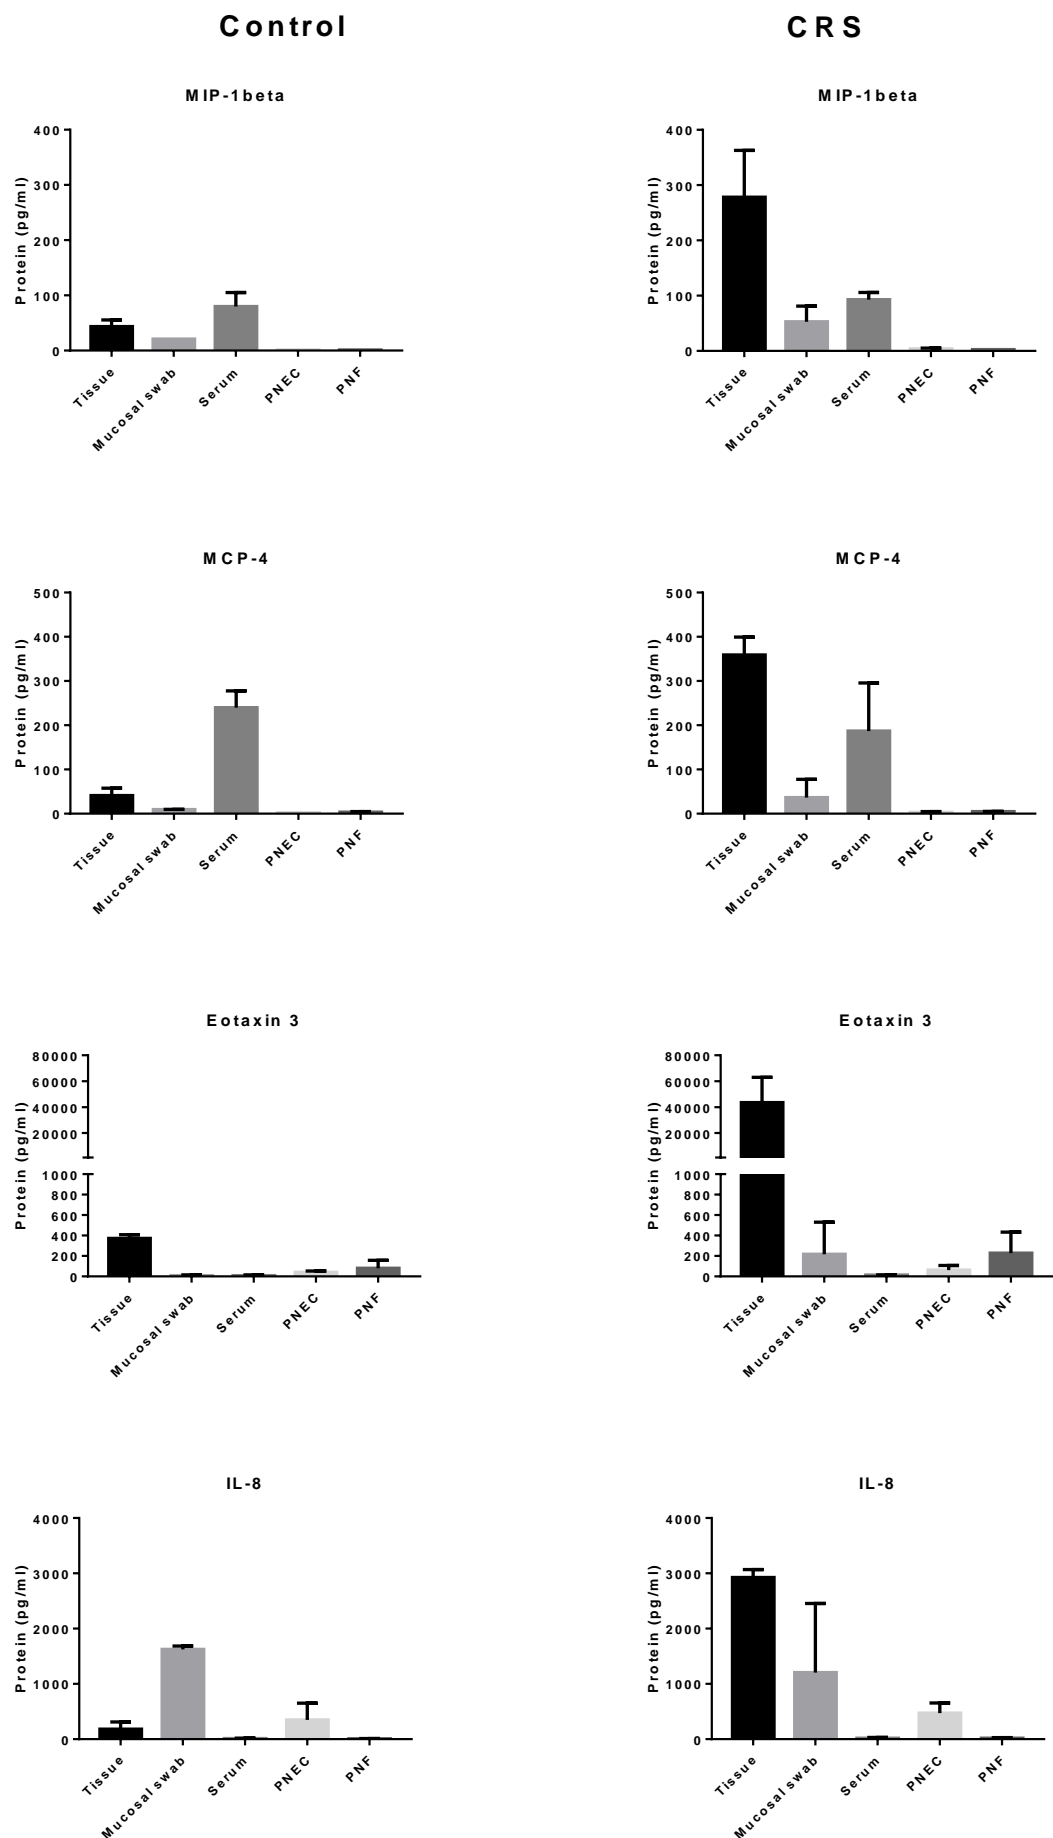 Control CRS
MIP-1beta MIP-1beta
Protein (pg/ml)
400
300
200
100
0
Tissue
Mucosal swab
Serum
PNEC
PNF
Protein (pg/ml)
400
300
200
100
0
Tissue
Mucosal swab
Serum
PNEC
PNF
MCP-4 MCP-4
Protein (pg/ml)
500
400
300
200
100
0
Tissue
Mucosal swab
Serum
PNEC
PNF
Protein (pg/ml)
500
400
300
200
100
0
Tissue
Mucosal swab
Serum
PNEC
PNF
Eotaxin 3 Eotaxin 3
Protein (pg/ml)
80000
60000
40000
20000
1000
800
600
400
200
0
Tissue
Mucosal swab
Serum
PNEC
PNF
Protein (pg/ml)
80000
60000
40000
20000
1000
800
600
400
200
0
Tissue
Mucosal swab
Serum
PNEC
PNF
IL-8 IL-8
Protein (pg/ml)
4000
3000
2000
1000
0
Tissue
Mucosal swab
Serum
PNEC
PNF
Protein (pg/ml)
4000
3000
2000
1000
0
Tissue
Mucosal swab
Serum
PNEC
PNF